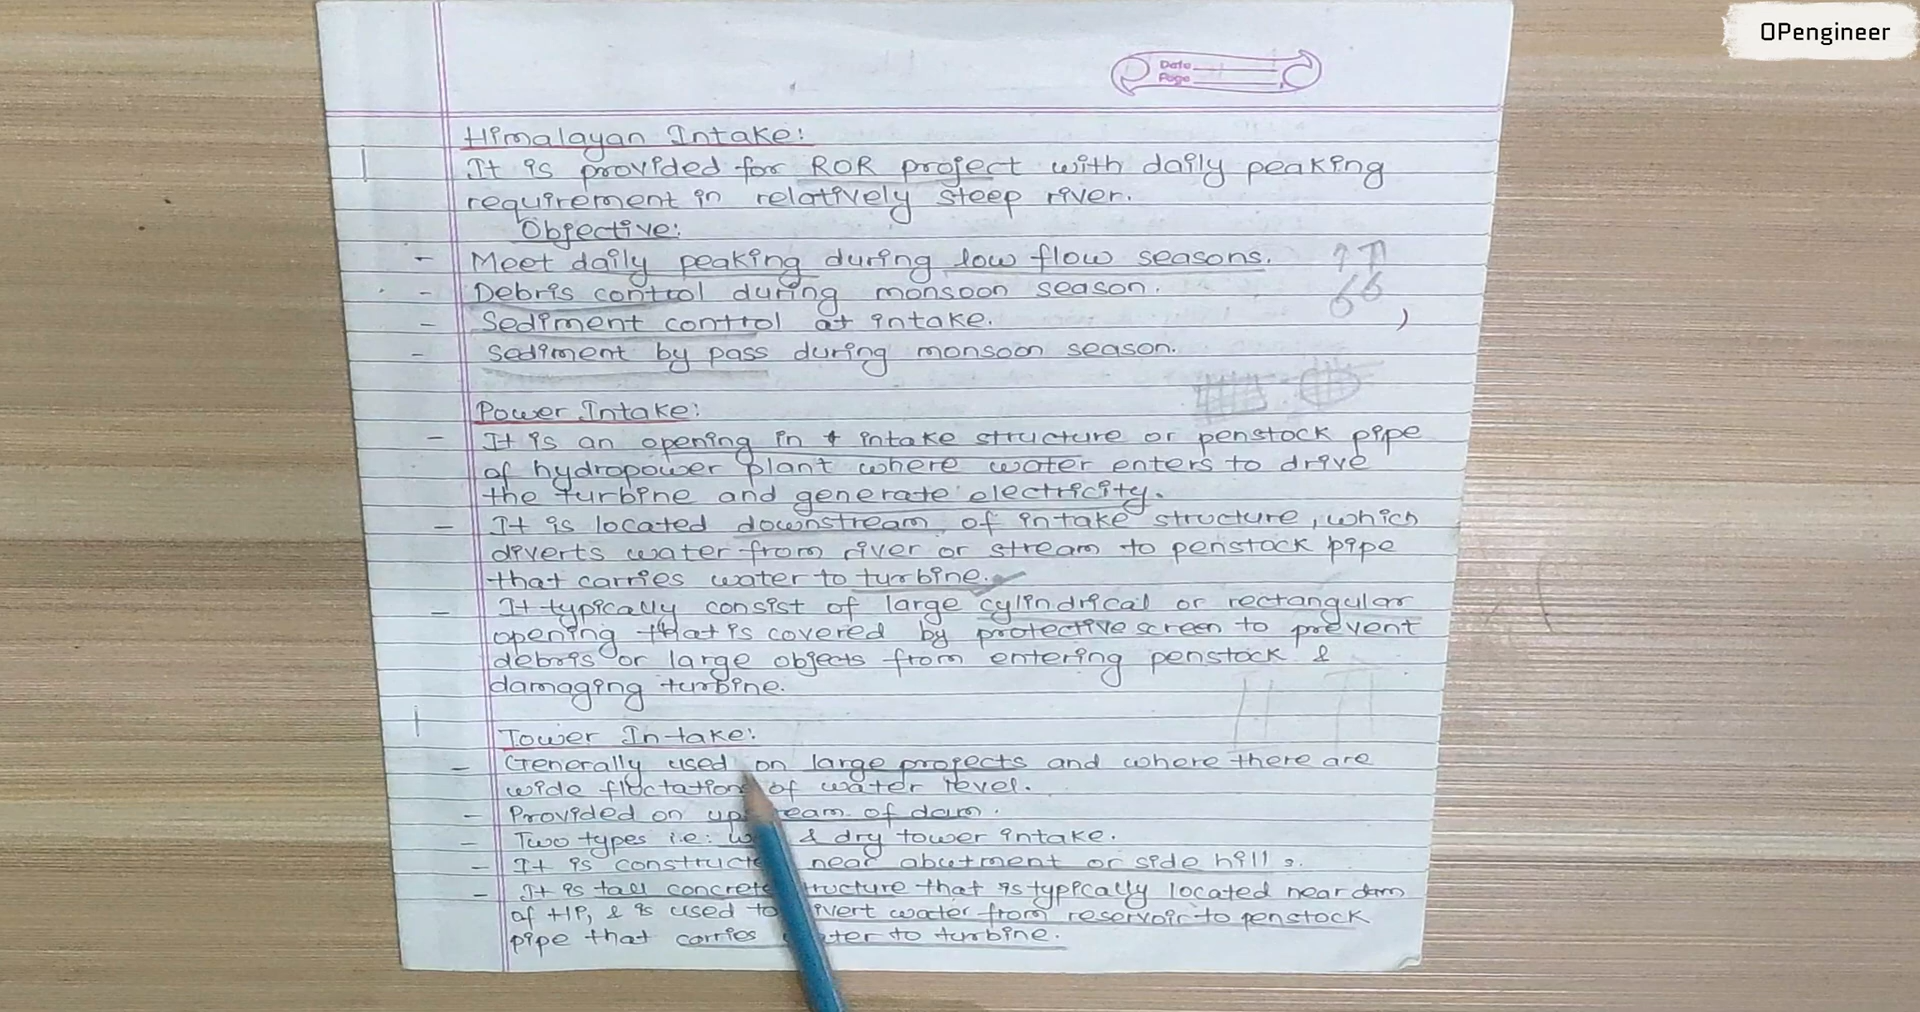 OPengineer
Date
Page
Himalayan Intake:
It is provided for ROR project with daily peaking
requirement in relatively steep river.
Objective:
- Meet daily peaking during low flow seasons.
- Debris control during monsoon season.
- Sediment control at intake.
- Sediment by pass during monsoon season.
Power Intake:
- It is an opening in intake structure or penstock pipe
of hydropower plant where water enters to drive
the turbine and generate electricity.
- It is located downstream of intake structure, which
diverts water from river or stream to penstock pipe
that carries water to turbine.
- It typically consist of large cylindrical or rectangular
opening that is covered by protective screen to prevent
debris or large objects from entering penstock &
damaging turbine.
Tower Intake:
- Generally used on large projects and where there are
wide fluctations of water level.
- Provided on of dam.
- Two types i.e: & dry tower intake.
- It is near abutment or side hills.
- It is tall concrete that is typically located near dam
of HP, & is used to water from reservoir to penstock
pipe that carries to turbine.